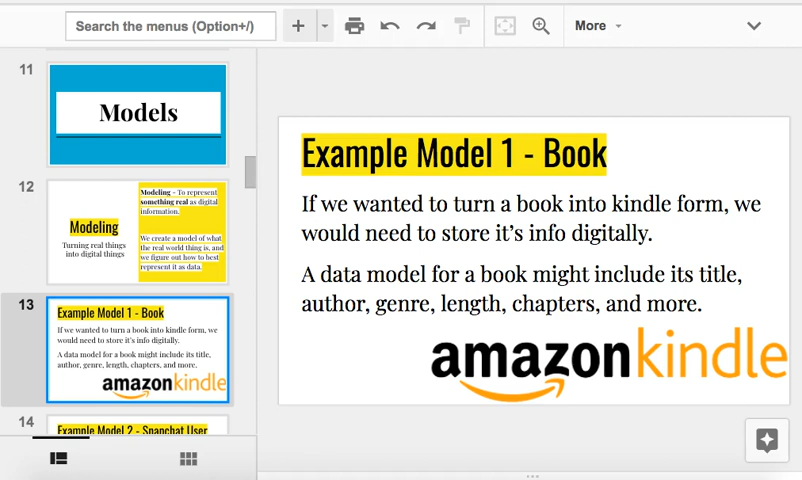 Search the menus (Option+/)
More
11
Models
12
Modeling
Turning real things
into digital things
Modeling - To represent
something real as digital
information.
We create a model of what
the real world thing is, and
we figure out how to best
represent it as data.
13
Example Model 1 - Book
If we wanted to turn a book into kindle form, we
would need to store it's info digitally.
A data model for a book might include its title,
author, genre, length, chapters, and more.
amazonkindle
14
Example Model 2 - Snapchat User
Example Model 1 - Book
If we wanted to turn a book into kindle form, we
would need to store it's info digitally.
A data model for a book might include its title,
author, genre, length, chapters, and more.
amazonkindle